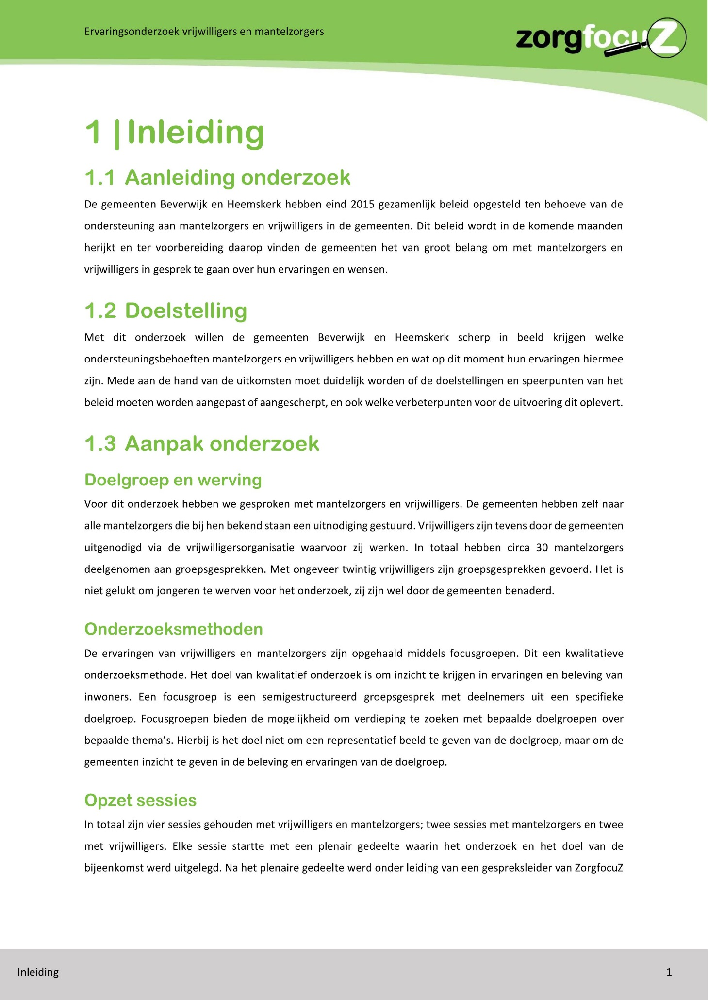 Ervaringsonderzoek vrijwilligers en mantelzorgers
zorgfocuZ
1 | Inleiding
1.1 Aanleiding onderzoek
De gemeenten Beverwijk en Heemskerk hebben eind 2015 gezamenlijk beleid opgesteld ten behoeve van de
ondersteuning aan mantelzorgers en vrijwilligers in de gemeenten. Dit beleid wordt in de komende maanden
herijkt en ter voorbereiding daarop vinden de gemeenten het van groot belang om met mantelzorgers en
vrijwilligers in gesprek te gaan over hun ervaringen en wensen.
1.2 Doelstelling
Met dit onderzoek willen de gemeenten Beverwijk en Heemskerk scherp in beeld krijgen welke
ondersteuningsbehoeften mantelzorgers en vrijwilligers hebben en wat op dit moment hun ervaringen hiermee
zijn. Mede aan de hand van de uitkomsten moet duidelijk worden of de doelstellingen en speerpunten van het
beleid moeten worden aangepast of aangescherpt, en ook welke verbeterpunten voor de uitvoering dit oplevert.
1.3 Aanpak onderzoek
Doelgroep en werving
Voor dit onderzoek hebben we gesproken met mantelzorgers en vrijwilligers. De gemeenten hebben zelf naar
alle mantelzorgers die bij hen bekend staan een uitnodiging gestuurd. Vrijwilligers zijn tevens door de gemeenten
uitgenodigd via de vrijwilligersorganisatie waarvoor zij werken. In totaal hebben circa 30 mantelzorgers
deelgenomen aan groepsgesprekken. Met ongeveer twintig vrijwilligers zijn groepsgesprekken gevoerd. Het is
niet gelukt om jongeren te werven voor het onderzoek, zij zijn wel door de gemeenten benaderd.
Onderzoeksmethoden
De ervaringen van vrijwilligers en mantelzorgers zijn opgehaald middels focusgroepen. Dit een kwalitatieve
onderzoeksmethode. Het doel van kwalitatief onderzoek is om inzicht te krijgen in ervaringen en beleving van
inwoners. Een focusgroep is een semigestructureerd groepsgesprek met deelnemers uit een specifieke
doelgroep. Focusgroepen bieden de mogelijkheid om verdieping te zoeken met bepaalde doelgroepen over
bepaalde thema’s. Hierbij is het doel niet om een representatief beeld te geven van de doelgroep, maar om de
gemeenten inzicht te geven in de beleving en ervaringen van de doelgroep.
Opzet sessies
In totaal zijn vier sessies gehouden met vrijwilligers en mantelzorgers; twee sessies met mantelzorgers en twee
met vrijwilligers. Elke sessie startte met een plenair gedeelte waarin het onderzoek en het doel van de
bijeenkomst werd uitgelegd. Na het plenaire gedeelte werd onder leiding van een gespreksleider van ZorgfocuZ
Inleiding
1